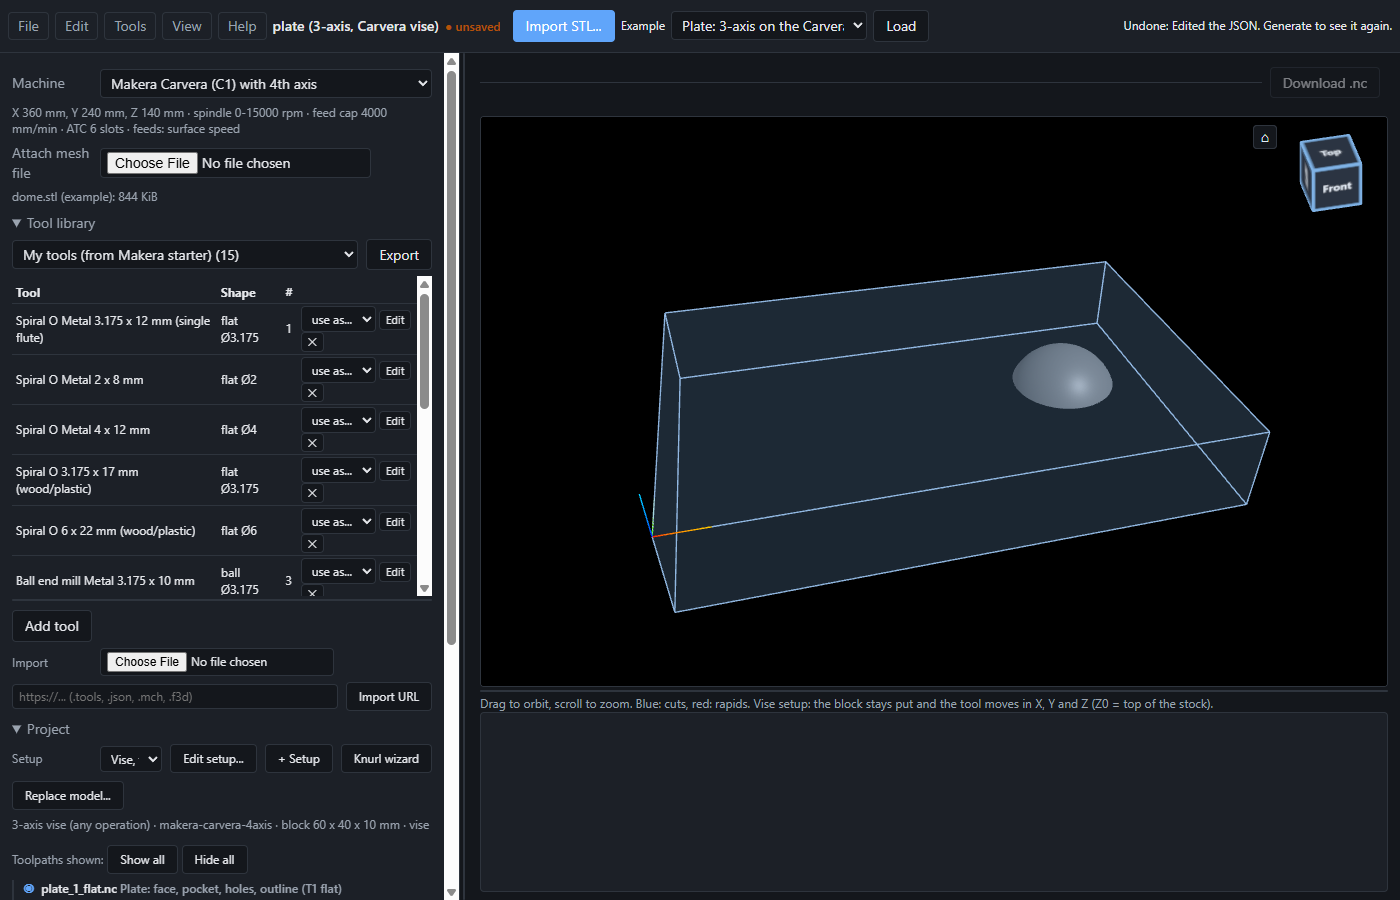 File Edit Tools View Help plate (3-axis, Carvera vise) ● unsaved Import STL... Example Plate: 3-axis on the Carver. Load Undone: Edited the JSON. Generate to see it again.
Machine Makera Carvera (C1) with 4th axis
X 360 mm, Y 240 mm, Z 140 mm · spindle 0-15000 rpm · feed cap 4000
mm/min · ATC 6 slots · feeds: surface speed
Attach mesh
file Choose File No file chosen
dome.stl (example): 844 KiB
▼ Tool library
My tools (from Makera starter) (15) Export
Tool Shape #
Spiral O Metal 3.175 x 12 mm (single
flute) flat
Ø3.175 1 use as... Edit
×
Spiral O Metal 2 x 8 mm flat Ø2 use as... Edit
×
Spiral O Metal 4 x 12 mm flat Ø4 use as... Edit
×
Spiral O 3.175 x 17 mm
(wood/plastic) flat
Ø3.175 use as... Edit
×
Spiral O 6 x 22 mm (wood/plastic) flat Ø6 use as... Edit
×
Ball end mill Metal 3.175 x 10 mm ball
Ø3.175 3 use as... Edit
×
Add tool
Import Choose File No file chosen
https://... (.tools, .json, .mch, .f3d) Import URL
▼ Project
Setup Vise, Edit setup... + Setup Knurl wizard
Replace model...
3-axis vise (any operation) · makera-carvera-4axis · block 60 x 40 x 10 mm · vise
Toolpaths shown: Show all Hide all
plate_1_flat.nc Plate: face, pocket, holes, outline (T1 flat)
Download .nc
⌂
Top
Front
Drag to orbit, scroll to zoom. Blue: cuts, red: rapids. Vise setup: the block stays put and the tool moves in X, Y and Z (Z0 = top of the stock).